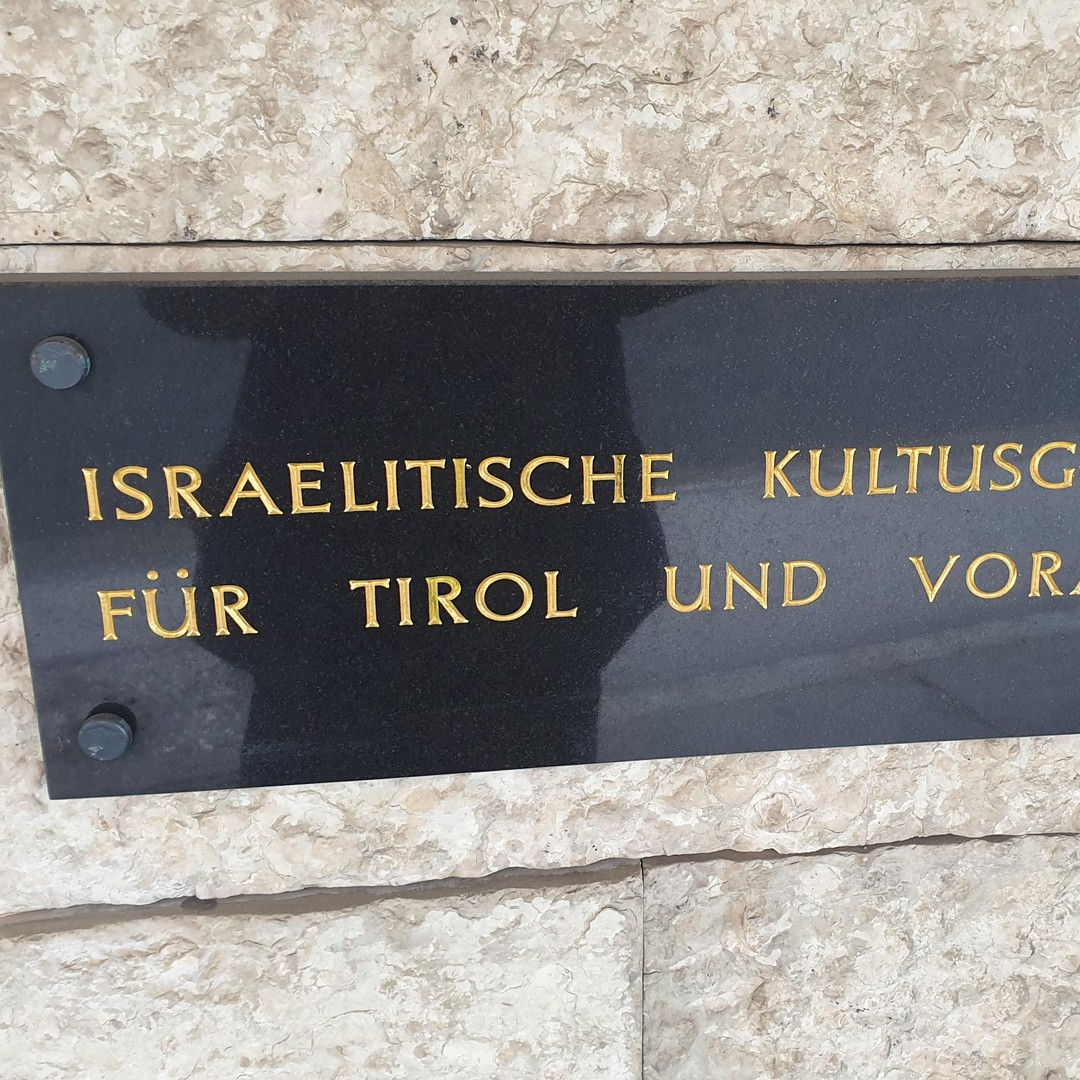 ISRAELITISCHE KULTUSG
FÜR TIROL UND VORA